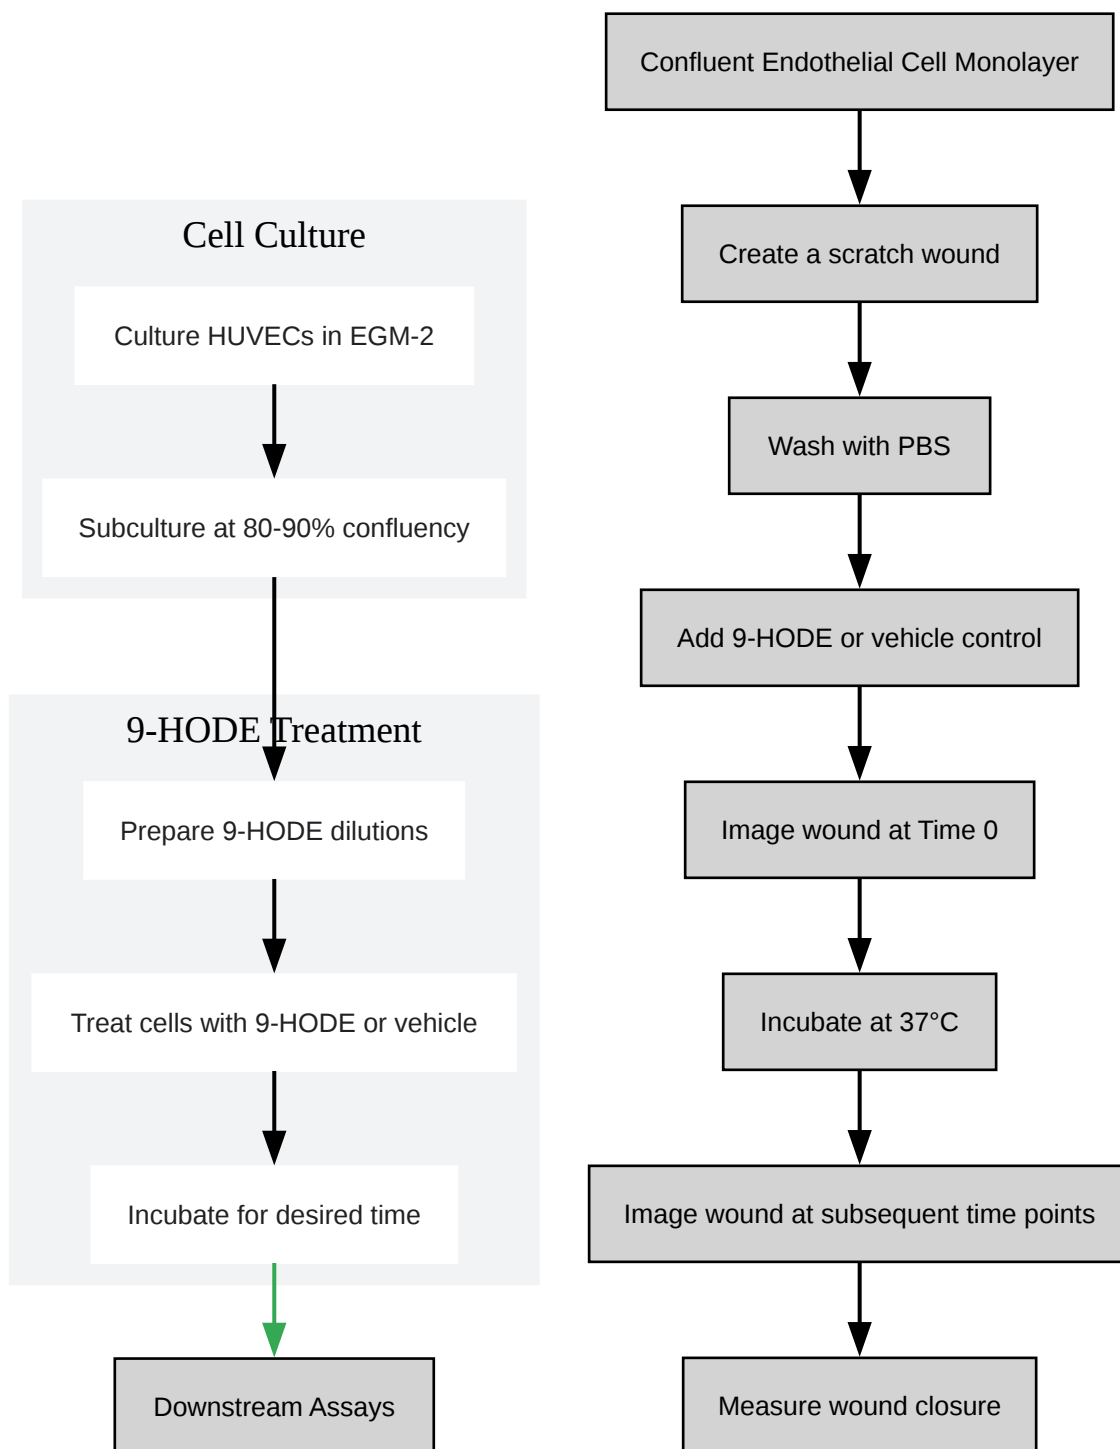 Cell Culture
Culture HUVECs in EGM-2
Subculture at 80-90% confluency
9-HODE Treatment
Prepare 9-HODE dilutions
Treat cells with 9-HODE or vehicle
Incubate for desired time
Downstream Assays
Confluent Endothelial Cell Monolayer
Create a scratch wound
Wash with PBS
Add 9-HODE or vehicle control
Image wound at Time 0
Incubate at 37°C
Image wound at subsequent time points
Measure wound closure